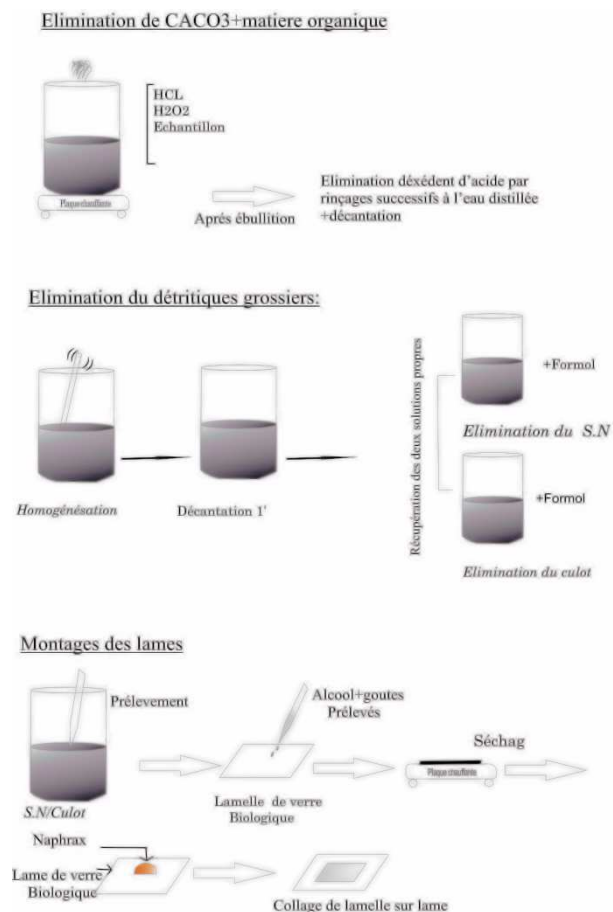 Elimination de CACO3+matiere organique
HCL
H2O2
Echantillon
Plaque chauffante
Aprés ébullition
Elimination déxédent d'acide par
rinçages successifs à l'eau distillée
+décantation
Elimination du détritiques grossiers:
Homogénésation
Décantation 1'
Récupération des deux solutions propres
+Formol
Elimination du S.N
+Formol
Elimination du culot
Montages des lames
Prélevement
S.N/Culot
Alcool+goutes
Prélevés
Lamelle de verre
Biologique
Séchag
Plaque chauffante
Naphrax
Lame de verre
Biologique
Collage de lamelle sur lame